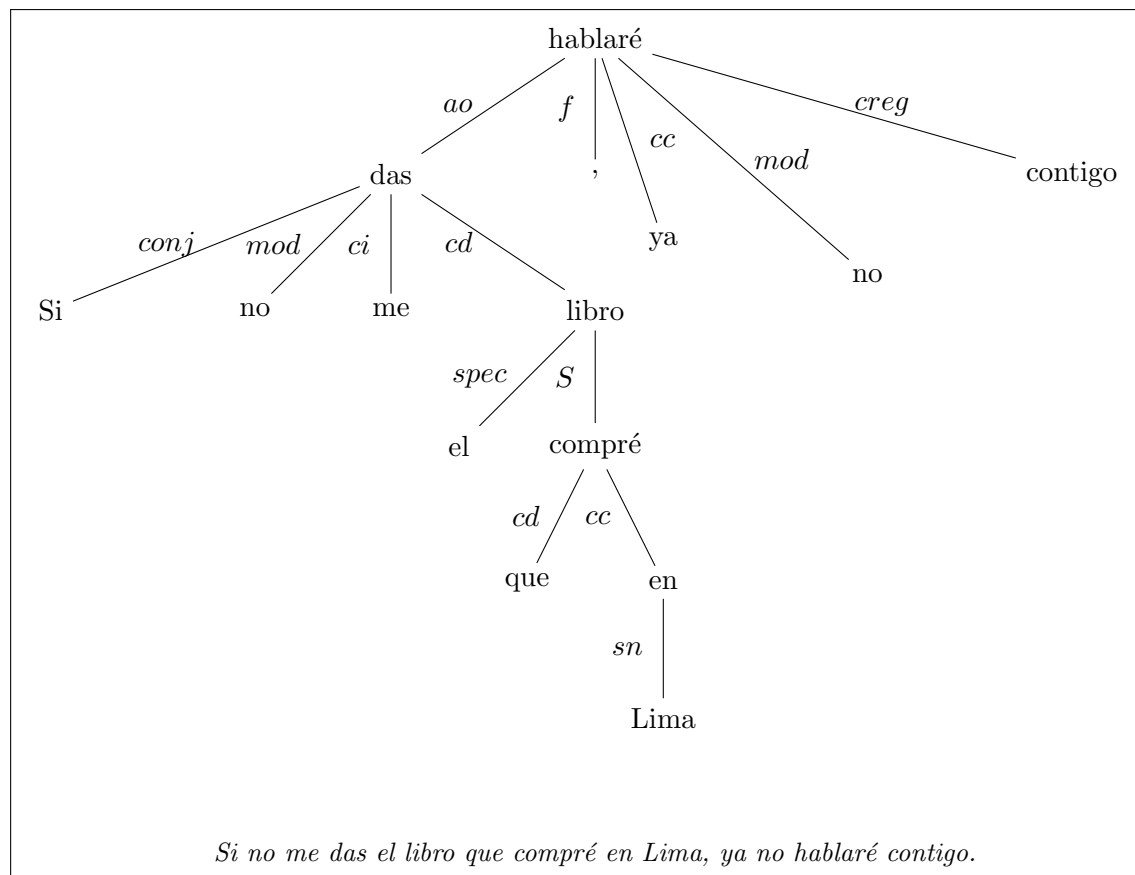 hablaré
ao f cc mod creg
das , ya no contigo
conj mod ci cd
Si no me libro
spec S
el compré
cd cc
que en
sn
Lima
Si no me das el libro que compré en Lima, ya no hablaré contigo.